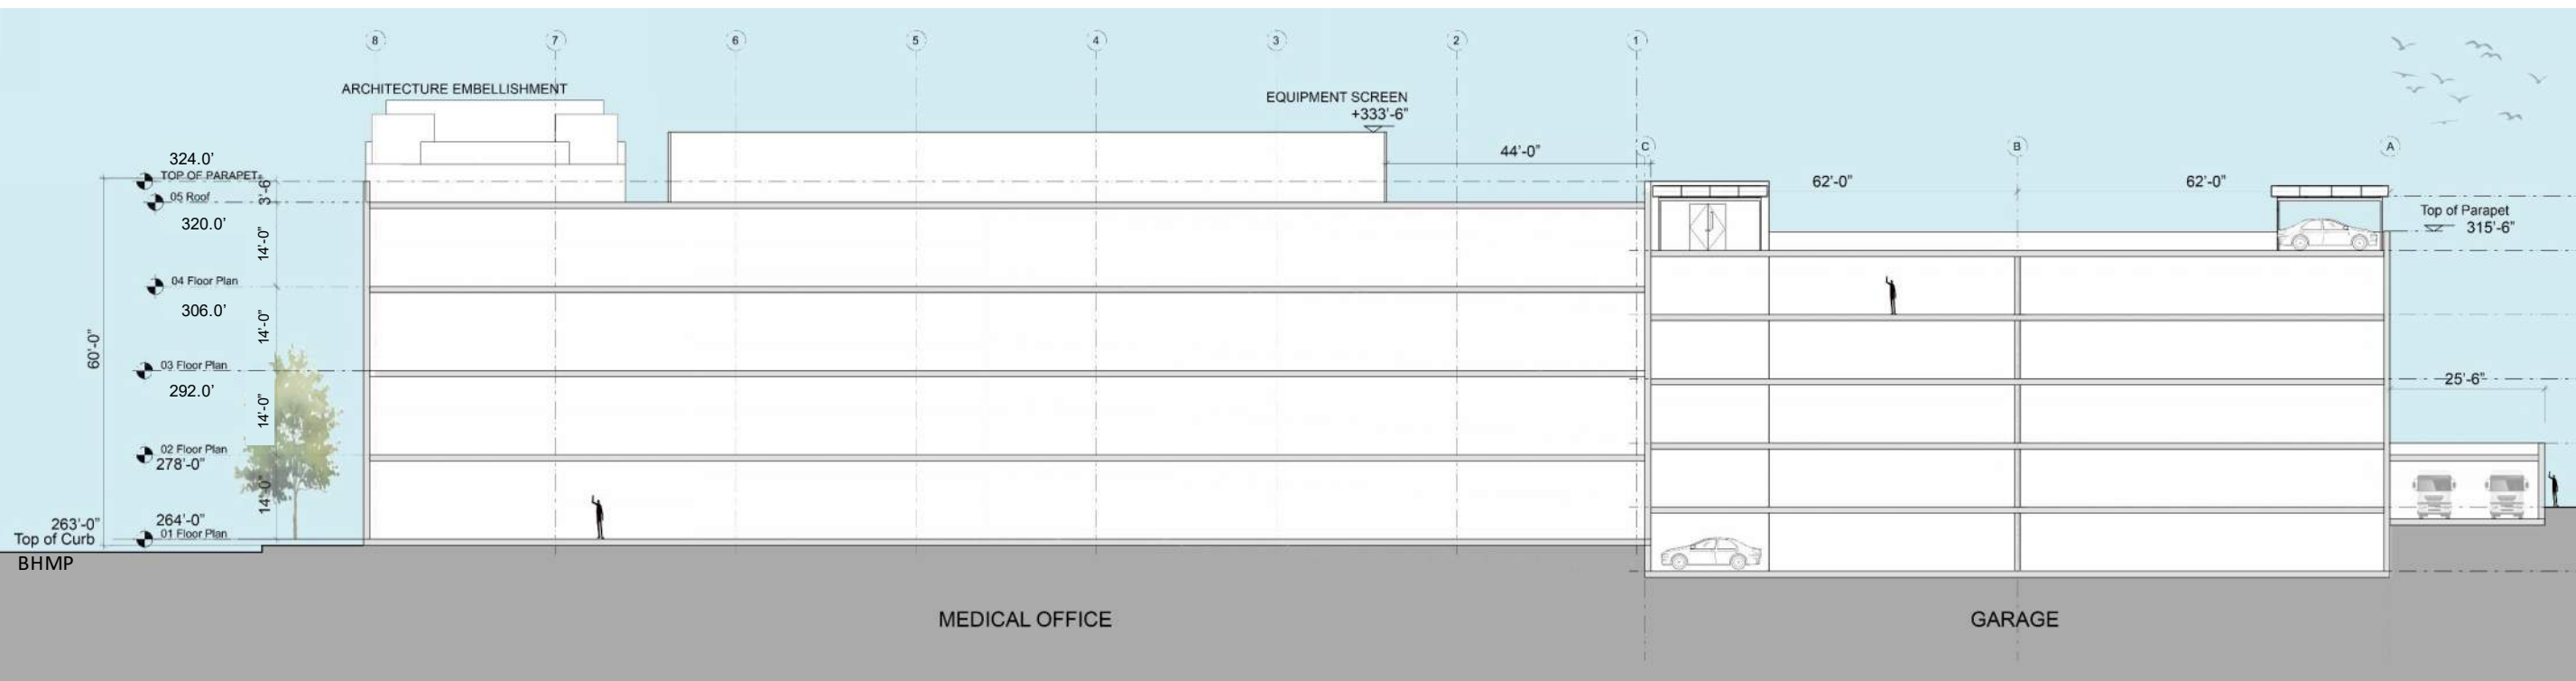 8 7 6 5 4 3 2 1
ARCHITECTURE EMBELLISHMENT
EQUIPMENT SCREEN
+333'-6"
44'-0"
C B A
62'-0" 62'-0"
324.0'
TOP OF PARAPET
3'-6"
05 Roof
320.0'
14'-0"
Top of Parapet
315'-6"
04 Floor Plan
306.0'
14'-0"
60'-0"
03 Floor Plan
292.0'
14'-0"
25'-6"
02 Floor Plan
278'-0"
14'-0"
264'-0"
01 Floor Plan
263'-0"
Top of Curb
BHMP
MEDICAL OFFICE
GARAGE